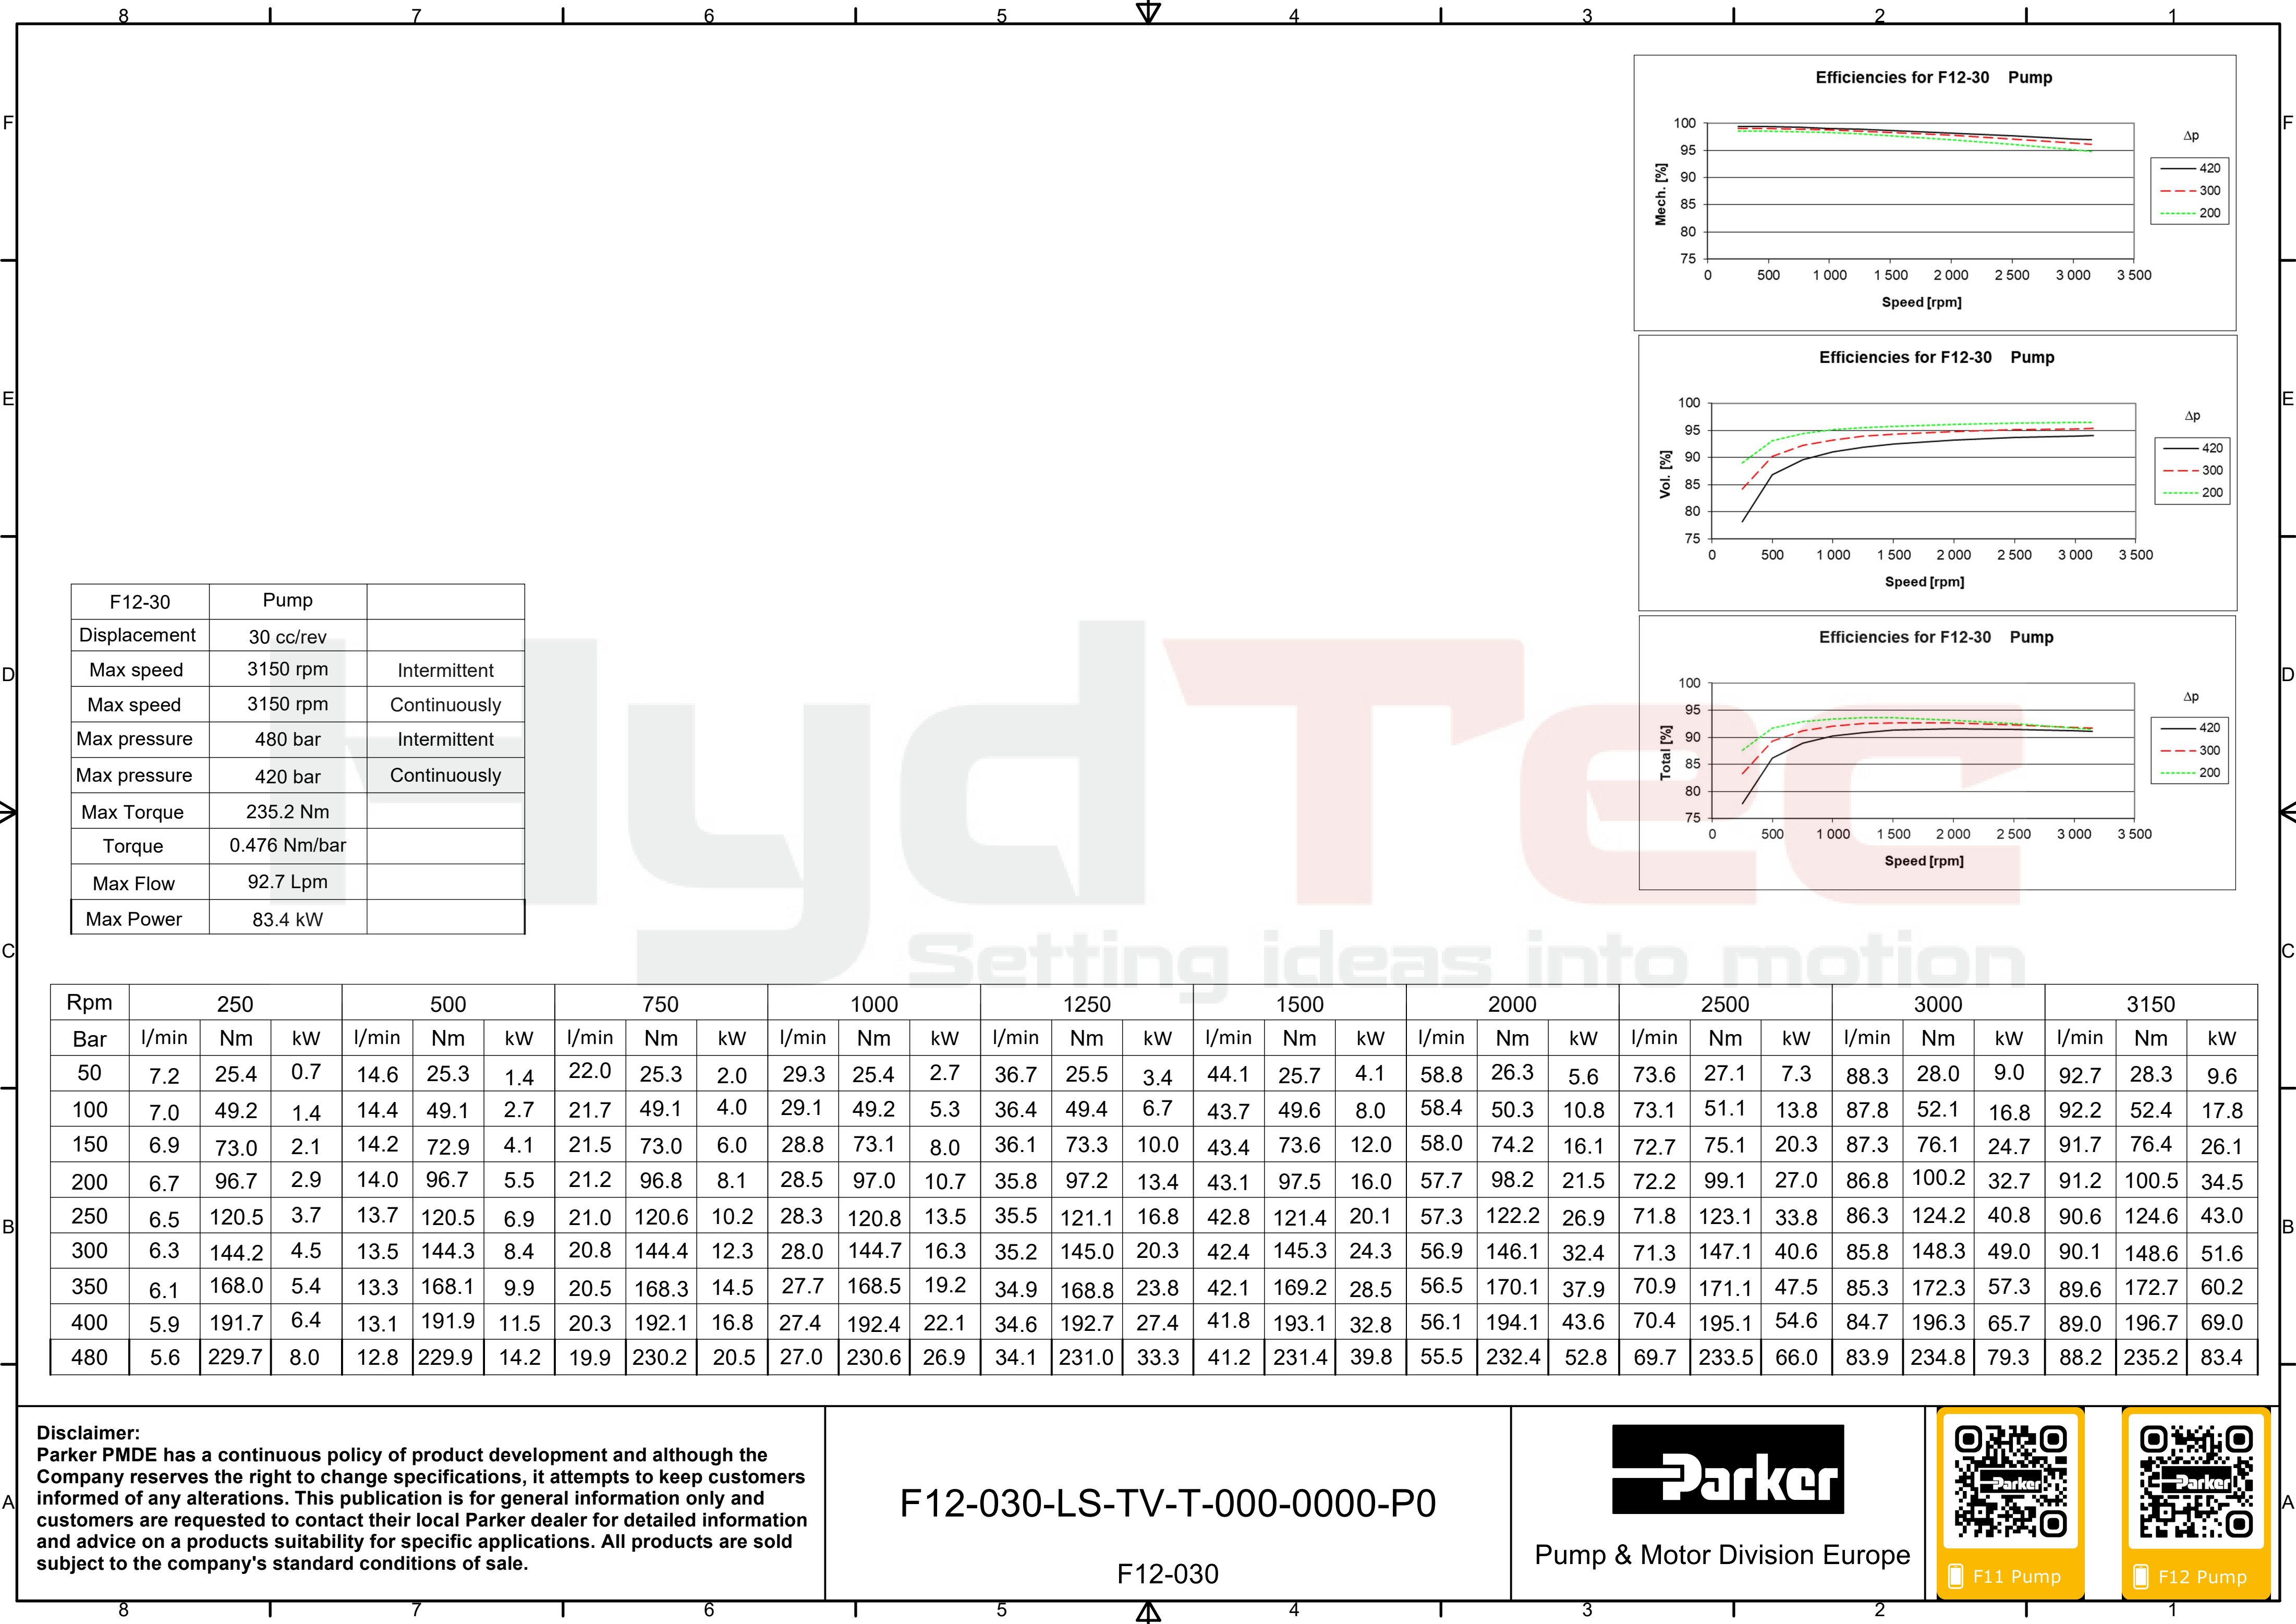 8 7 6 5 4 3 2 1
F F
E E
D D
C C
B B
A A
Efficiencies for F12-30 Pump
Mech. [%]
100
95
90
85
80
75
0 500 1 000 1 500 2 000 2 500 3 000 3 500
Speed [rpm]
Δp
420
300
200
Efficiencies for F12-30 Pump
Vol. [%]
100
95
90
85
80
75
0 500 1 000 1 500 2 000 2 500 3 000 3 500
Speed [rpm]
Δp
420
300
200
Efficiencies for F12-30 Pump
Total [%]
100
95
90
85
80
75
0 500 1 000 1 500 2 000 2 500 3 000 3 500
Speed [rpm]
Δp
420
300
200
F12-30 Pump
Displacement 30 cc/rev
Max speed 3150 rpm Intermittent
Max speed 3150 rpm Continuously
Max pressure 480 bar Intermittent
Max pressure 420 bar Continuously
Max Torque 235.2 Nm
Torque 0.476 Nm/bar
Max Flow 92.7 Lpm
Max Power 83.4 kW
HydTec
Setting ideas into motion
Rpm 250 500 750 1000 1250 1500 2000 2500 3000 3150
Bar l/min Nm kW l/min Nm kW l/min Nm kW l/min Nm kW l/min Nm kW l/min Nm kW l/min Nm kW l/min Nm kW l/min Nm kW l/min Nm kW
50 7.2 25.4 0.7 14.6 25.3 1.4 22.0 25.3 2.0 29.3 25.4 2.7 36.7 25.5 3.4 44.1 25.7 4.1 58.8 26.3 5.6 73.6 27.1 7.3 88.3 28.0 9.0 92.7 28.3 9.6
100 7.0 49.2 1.4 14.4 49.1 2.7 21.7 49.1 4.0 29.1 49.2 5.3 36.4 49.4 6.7 43.7 49.6 8.0 58.4 50.3 10.8 73.1 51.1 13.8 87.8 52.1 16.8 92.2 52.4 17.8
150 6.9 73.0 2.1 14.2 72.9 4.1 21.5 73.0 6.0 28.8 73.1 8.0 36.1 73.3 10.0 43.4 73.6 12.0 58.0 74.2 16.1 72.7 75.1 20.3 87.3 76.1 24.7 91.7 76.4 26.1
200 6.7 96.7 2.9 14.0 96.7 5.5 21.2 96.8 8.1 28.5 97.0 10.7 35.8 97.2 13.4 43.1 97.5 16.0 57.7 98.2 21.5 72.2 99.1 27.0 86.8 100.2 32.7 91.2 100.5 34.5
250 6.5 120.5 3.7 13.7 120.5 6.9 21.0 120.6 10.2 28.3 120.8 13.5 35.5 121.1 16.8 42.8 121.4 20.1 57.3 122.2 26.9 71.8 123.1 33.8 86.3 124.2 40.8 90.6 124.6 43.0
300 6.3 144.2 4.5 13.5 144.3 8.4 20.8 144.4 12.3 28.0 144.7 16.3 35.2 145.0 20.3 42.4 145.3 24.3 56.9 146.1 32.4 71.3 147.1 40.6 85.8 148.3 49.0 90.1 148.6 51.6
350 6.1 168.0 5.4 13.3 168.1 9.9 20.5 168.3 14.5 27.7 168.5 19.2 34.9 168.8 23.8 42.1 169.2 28.5 56.5 170.1 37.9 70.9 171.1 47.5 85.3 172.3 57.3 89.6 172.7 60.2
400 5.9 191.7 6.4 13.1 191.9 11.5 20.3 192.1 16.8 27.4 192.4 22.1 34.6 192.7 27.4 41.8 193.1 32.8 56.1 194.1 43.6 70.4 195.1 54.6 84.7 196.3 65.7 89.0 196.7 69.0
480 5.6 229.7 8.0 12.8 229.9 14.2 19.9 230.2 20.5 27.0 230.6 26.9 34.1 231.0 33.3 41.2 231.4 39.8 55.5 232.4 52.8 69.7 233.5 66.0 83.9 234.8 79.3 88.2 235.2 83.4
Disclaimer:
Parker PMDE has a continuous policy of product development and although the
Company reserves the right to change specifications, it attempts to keep customers
informed of any alterations. This publication is for general information only and
customers are requested to contact their local Parker dealer for detailed information
and advice on a products suitability for specific applications. All products are sold
subject to the company's standard conditions of sale.
F12-030-LS-TV-T-000-0000-P0
F12-030
Parker
Pump & Motor Division Europe
Parker
F11 Pump
Parker
F12 Pump
8 7 6 5 4 3 2 1